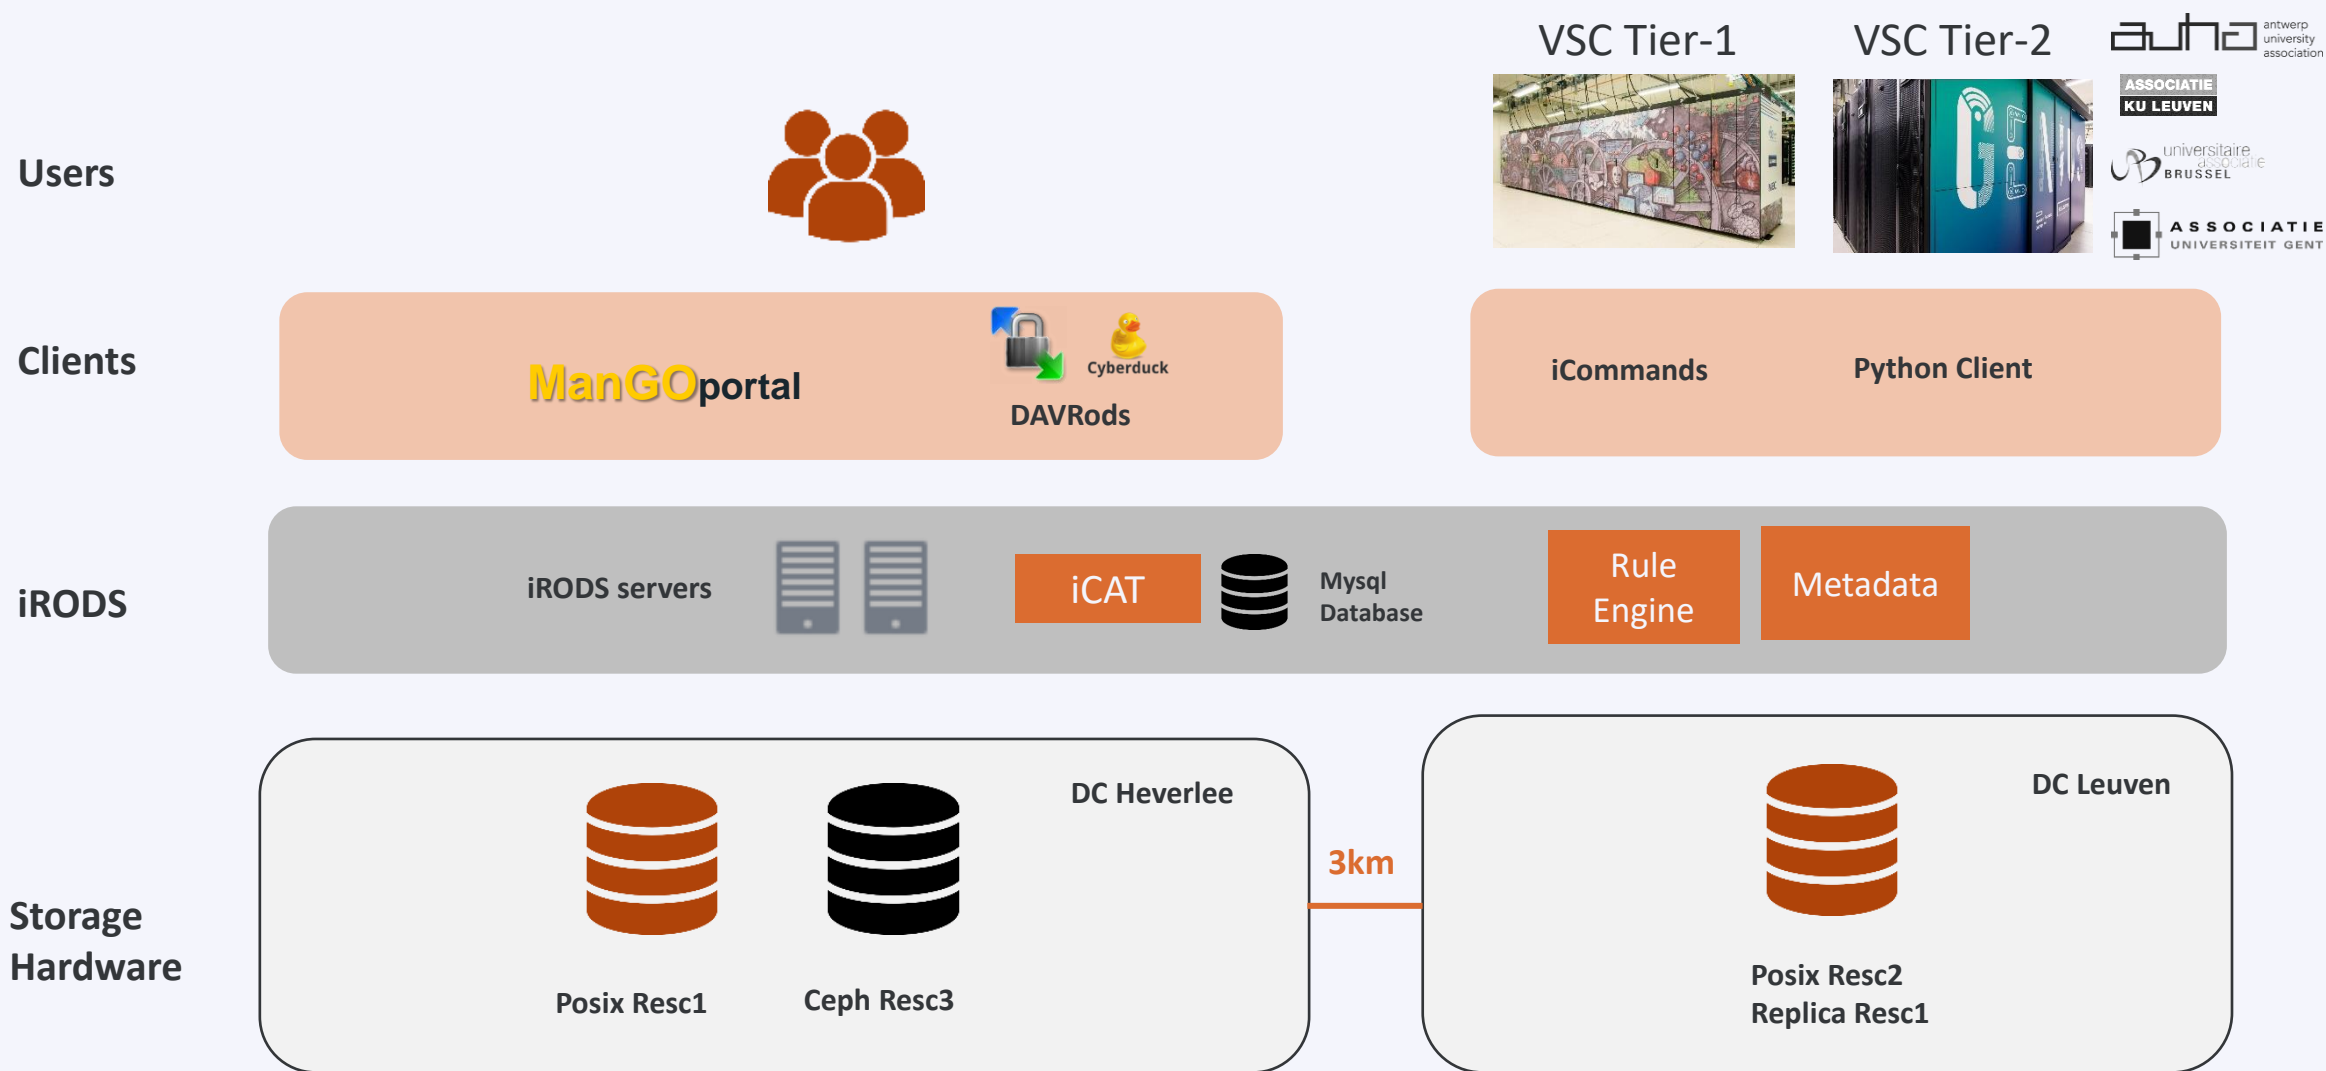 VSC Tier-1
VSC Tier-2
antwerp
university
association
ASSOCIATIE
KU LEUVEN
universitaire
associatie
BRUSSEL
ASSOCIATIE
UNIVERSITEIT GENT
Users
Clients
ManGOportal
Cyberduck
DAVRods
iCommands
Python Client
iRODS
iRODS servers
iCAT
Mysql
Database
Rule
Engine
Metadata
Storage
Hardware
DC Heverlee
Posix Resc1
Ceph Resc3
3km
DC Leuven
Posix Resc2
Replica Resc1